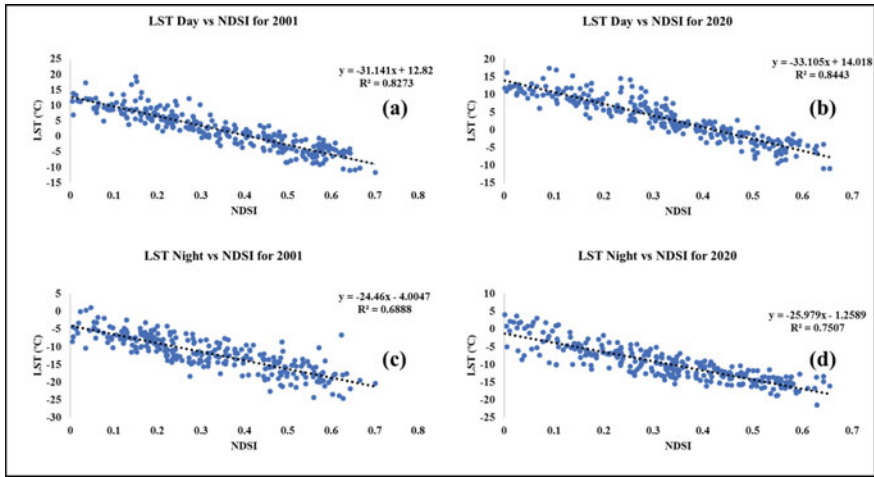 LST Day vs NDSI for 2001
y = -31.141x + 12.82
R² = 0.8273
(a)
LST (°C)
25
20
15
10
5
0
-5
-10
-15
0 0.1 0.2 0.3 0.4 0.5 0.6 0.7 0.8
NDSI
LST Day vs NDSI for 2020
y = -33.105x + 14.018
R² = 0.8443
(b)
LST (°C)
20
15
10
5
0
-5
-10
-15
0 0.1 0.2 0.3 0.4 0.5 0.6 0.7
NDSI
LST Night vs NDSI for 2001
y = -24.46x - 4.0047
R² = 0.6888
(c)
LST (°C)
5
0
-5
-10
-15
-20
-25
-30
0 0.1 0.2 0.3 0.4 0.5 0.6 0.7 0.8
NDSI
LST Night vs NDSI for 2020
y = -25.979x - 1.2589
R² = 0.7507
(d)
LST (°C)
10
5
0
-5
-10
-15
-20
-25
0 0.1 0.2 0.3 0.4 0.5 0.6 0.7
NDSI